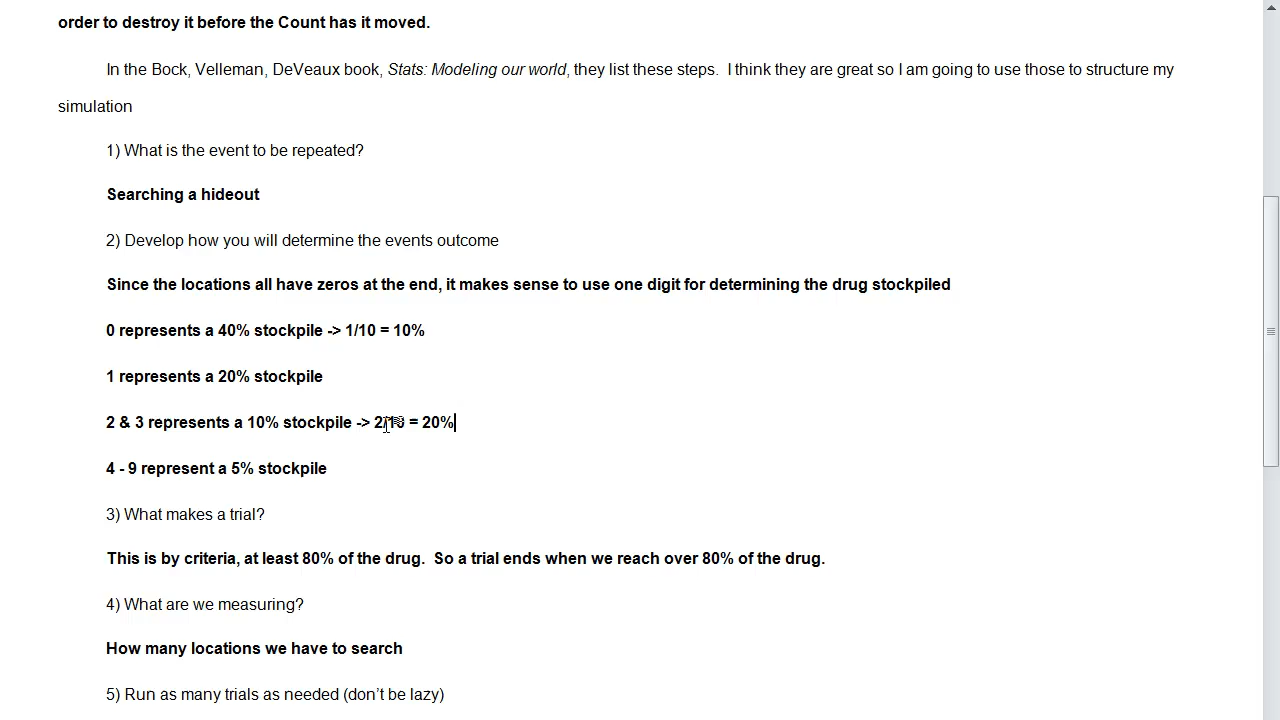 order to destroy it before the Count has it moved.
In the Bock, Velleman, DeVeaux book, Stats: Modeling our world, they list these steps.  I think they are great so I am going to use those to structure my
simulation
1) What is the event to be repeated?
Searching a hideout
2) Develop how you will determine the events outcome
Since the locations all have zeros at the end, it makes sense to use one digit for determining the drug stockpiled
0 represents a 40% stockpile -> 1/10 = 10%
1 represents a 20% stockpile
2 & 3 represents a 10% stockpile -> 2/10 = 20%
4 - 9 represent a 5% stockpile
3) What makes a trial?
This is by criteria, at least 80% of the drug.  So a trial ends when we reach over 80% of the drug.
4) What are we measuring?
How many locations we have to search
5) Run as many trials as needed (don't be lazy)